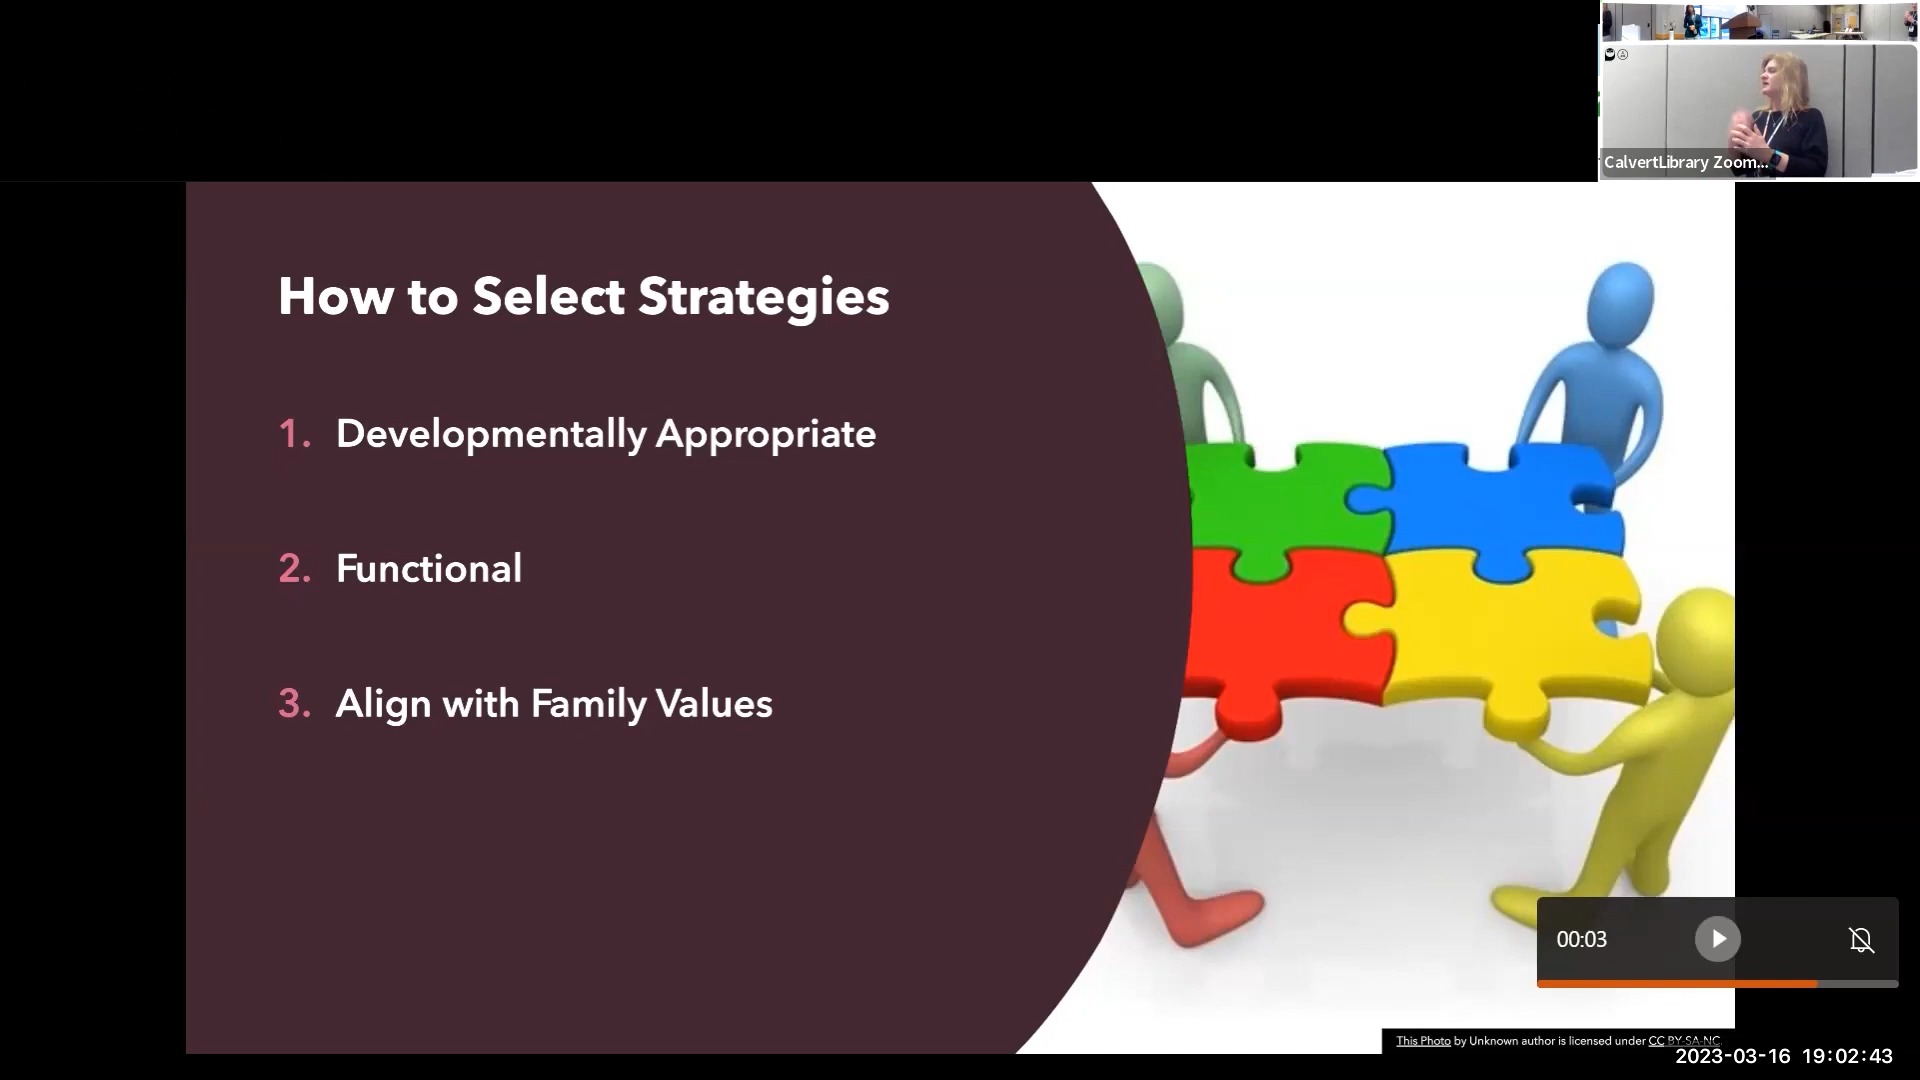 CalvertLibrary Zoom...
How to Select Strategies
1. Developmentally Appropriate
2. Functional
3. Align with Family Values
00:03
This Photo by Unknown author is licensed under CC BY-SA-NC.
2023-03-16 19:02:43